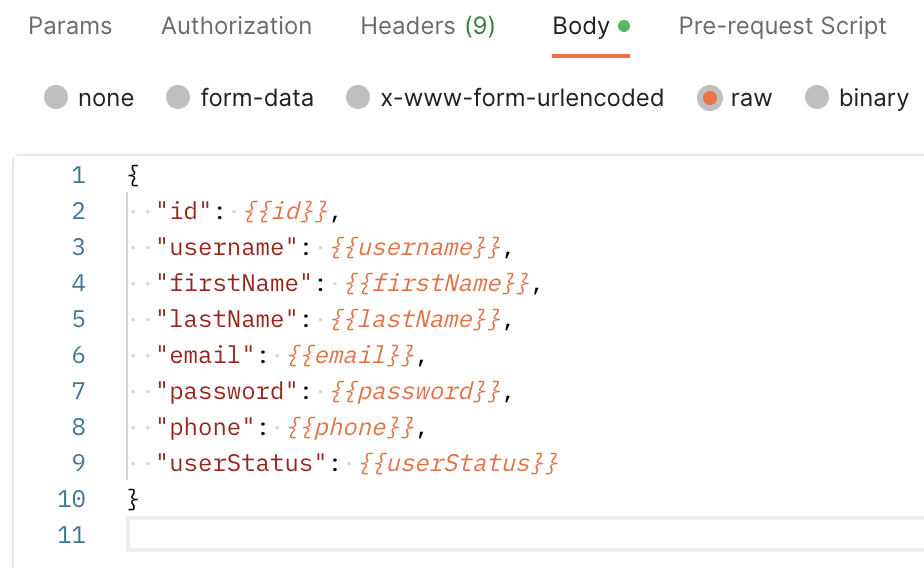 Params Authorization Headers (9) Body Pre-request Script
none form-data x-www-form-urlencoded raw binary
1 {
2 "id": {{id}},
3 "username": {{username}},
4 "firstName": {{firstName}},
5 "lastName": {{lastName}},
6 "email": {{email}},
7 "password": {{password}},
8 "phone": {{phone}},
9 "userStatus": {{userStatus}}
10 }
11